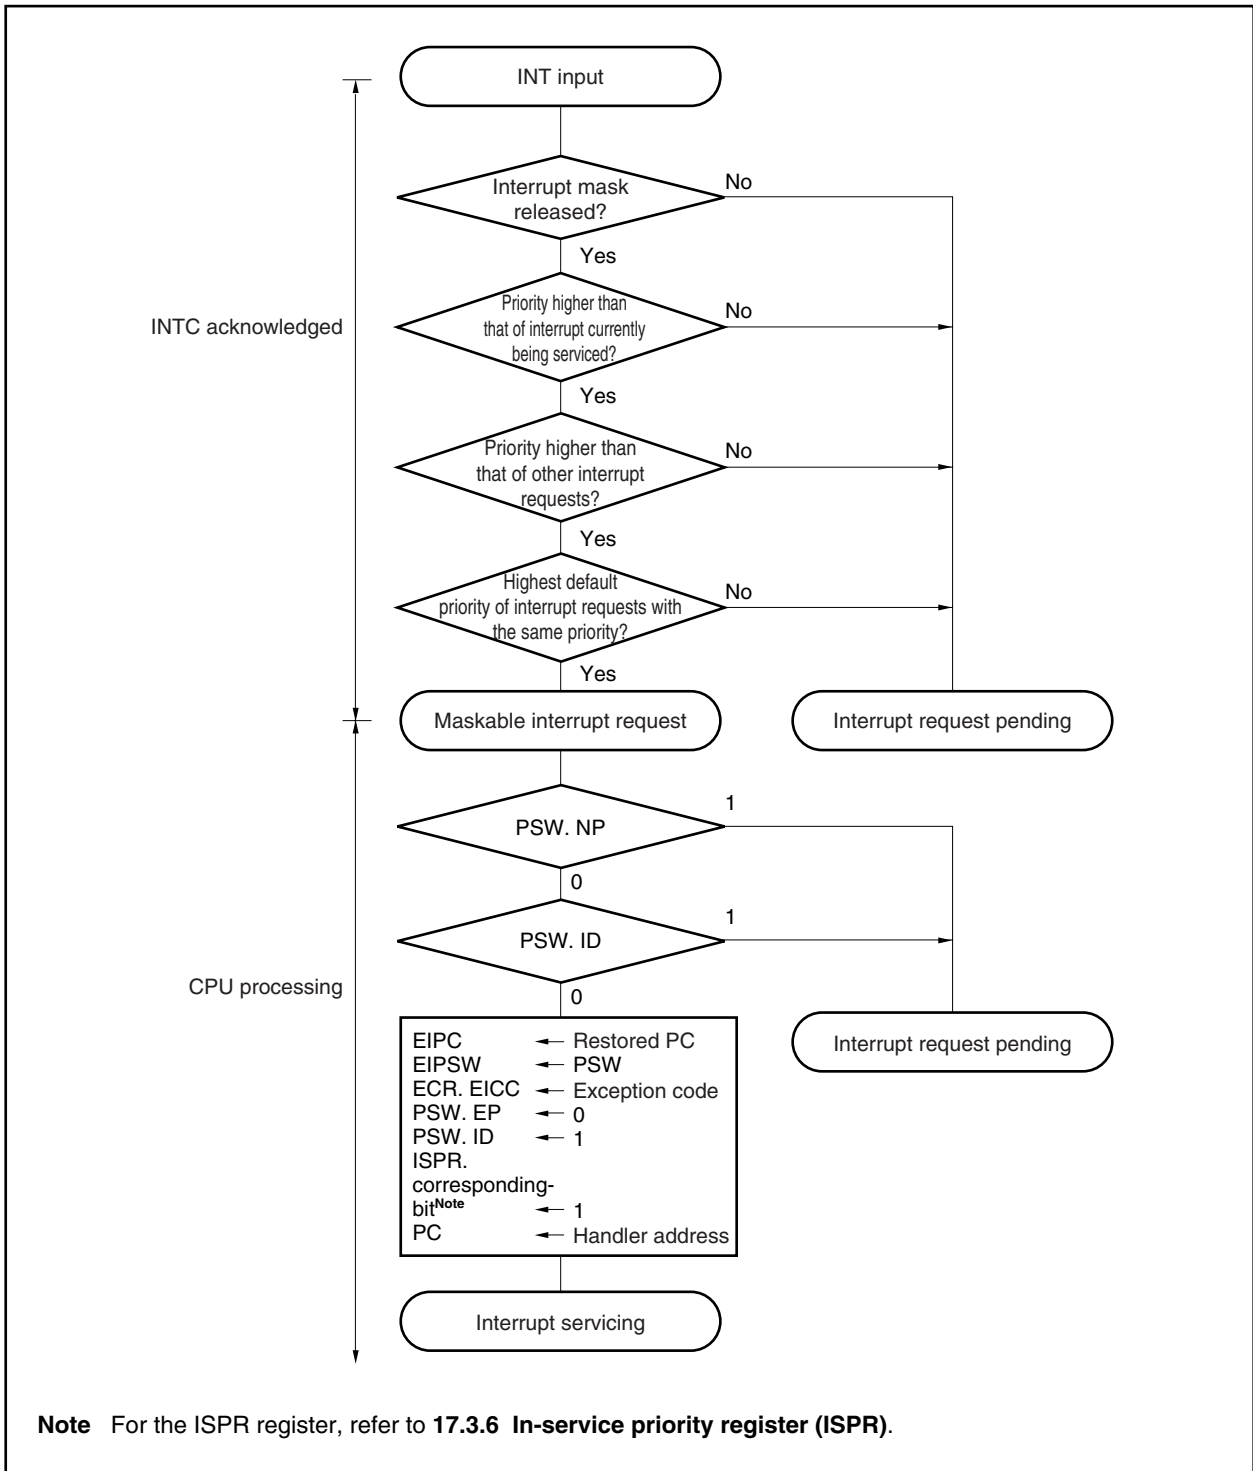 INT input
Interrupt mask
released?
No
Yes
Priority higher than
that of interrupt currently
being serviced?
No
INTC acknowledged
Yes
Priority higher than
that of other interrupt
requests?
No
Yes
Highest default
priority of interrupt requests with
the same priority?
No
Yes
Maskable interrupt request
Interrupt request pending
PSW. NP
1
0
PSW. ID
1
CPU processing
0
Interrupt request pending
EIPC ← Restored PC
EIPSW ← PSW
ECR. EICC ← Exception code
PSW. EP ← 0
PSW. ID ← 1
ISPR.
corresponding-
bitNote ← 1
PC ← Handler address
Interrupt servicing
Note For the ISPR register, refer to 17.3.6 In-service priority register (ISPR).